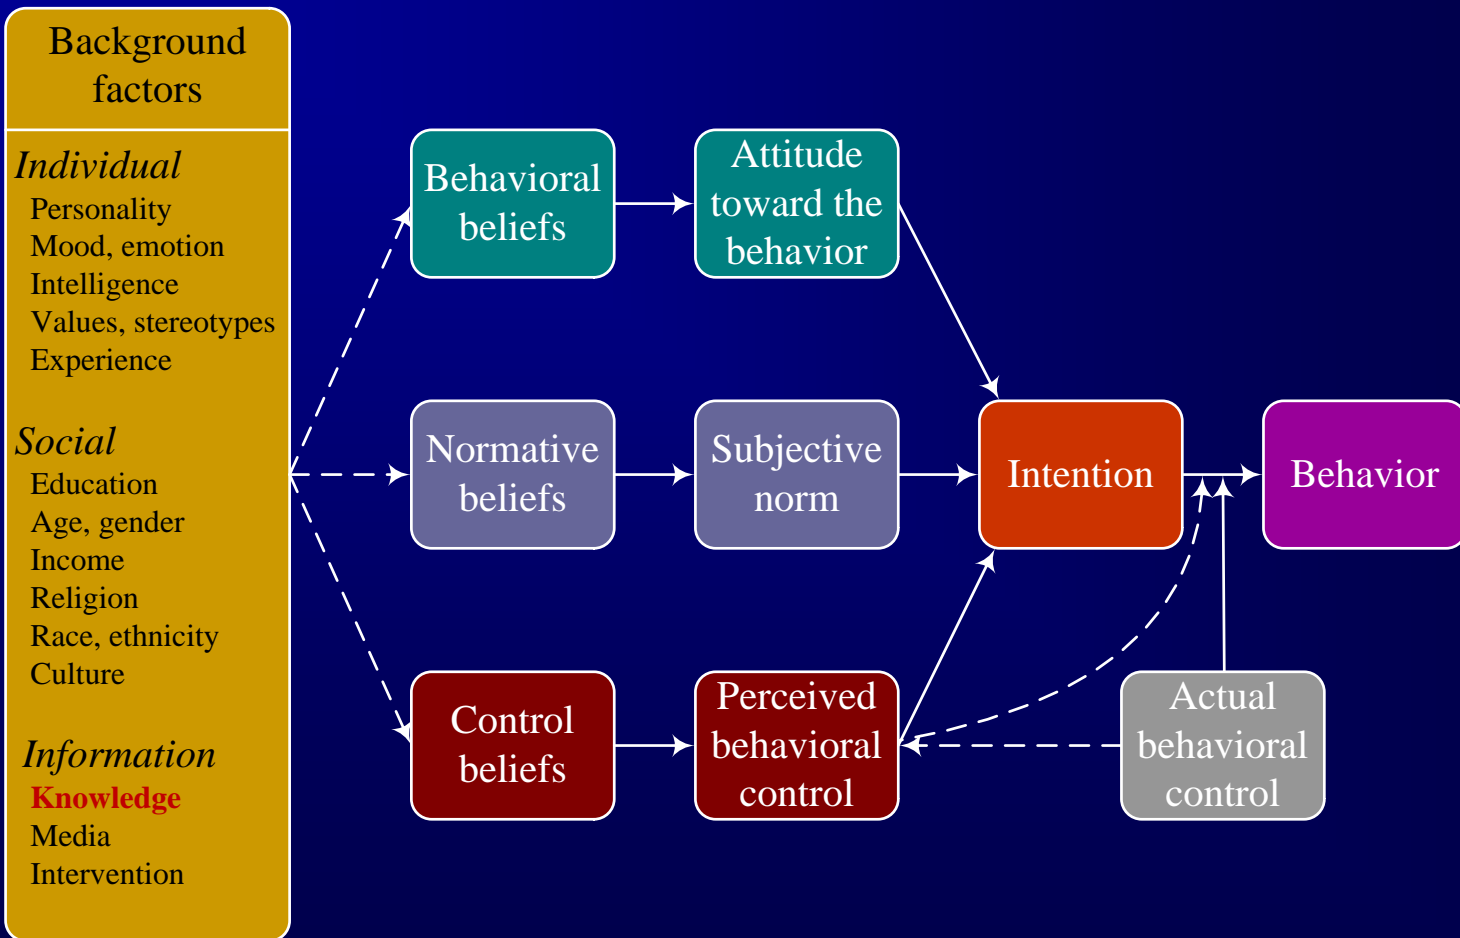 Background
factors
Individual
Personality
Mood, emotion
Intelligence
Values, stereotypes
Experience
Social
Education
Age, gender
Income
Religion
Race, ethnicity
Culture
Information
Knowledge
Media
Intervention
Behavioral
beliefs
Attitude
toward the
behavior
Normative
beliefs
Subjective
norm
Intention
Behavior
Control
beliefs
Perceived
behavioral
control
Actual
behavioral
control